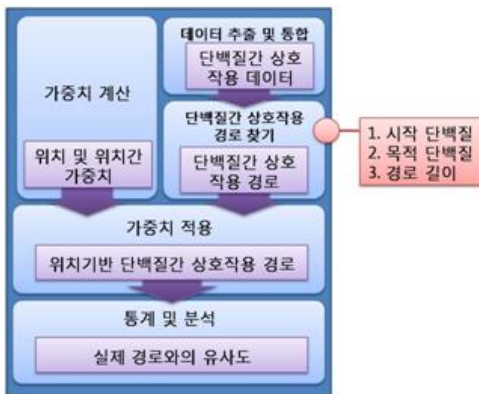 가중치 계산
위치 및 위치간
가중치
데이터 추출 및 통합
단백질간 상호
작용 데이터
단백질간 상호작용
경로 찾기
단백질간 상호
작용 경로
1. 시작 단백질
2. 목적 단백질
3. 경로 길이
가중치 적용
위치기반 단백질간 상호작용 경로
통계 및 분석
실제 경로와의 유사도